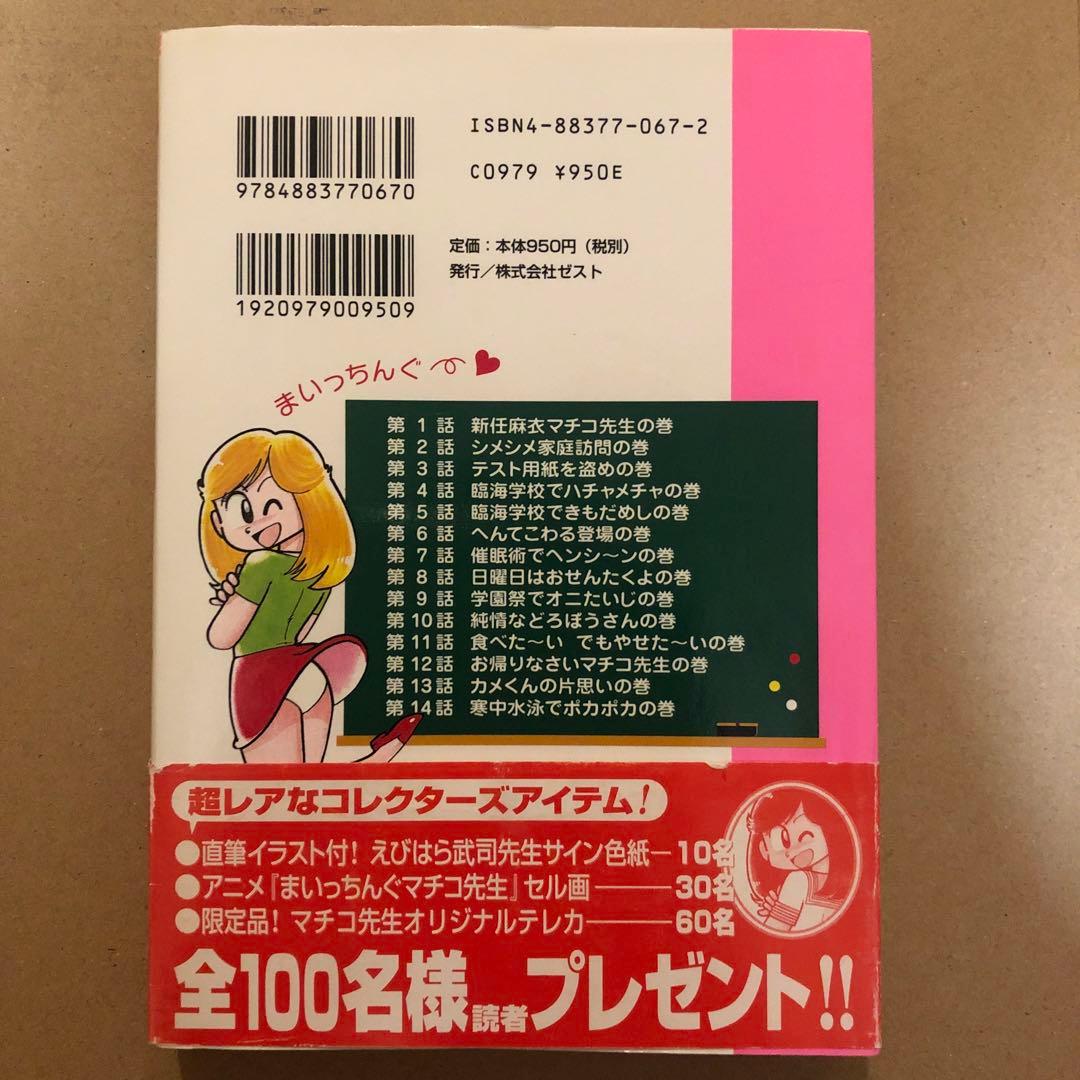 ISBN4-88377-067-2
C0979 ¥950E
9784883770670
定価：本体950円（税別）
発行／株式会社ゼスト
1920979009509
まいっちんぐ
第1話 新任麻衣マチコ先生の巻
第2話 シメシメ家庭訪問の巻
第3話 テスト用紙を盗めの巻
第4話 臨海学校でハチャメチャの巻
第5話 臨海学校できもだめしの巻
第6話 へんてこわる登場の巻
第7話 催眠術でヘンシ〜ンの巻
第8話 日曜日はおせんたくよの巻
第9話 学園祭でオニたいじの巻
第10話 純情などろぼうさんの巻
第11話 食べた〜い でもやせた〜いの巻
第12話 お帰りなさいマチコ先生の巻
第13話 カメくんの片思いの巻
第14話 寒中水泳でポカポカの巻
超レアなコレクターズアイテム！
●直筆イラスト付！ えびはら武司先生サイン色紙—10名
●アニメ『まいっちんぐマチコ先生』セル画———30名
●限定品！ マチコ先生オリジナルテレカ———60名
全100名様読者プレゼント!!